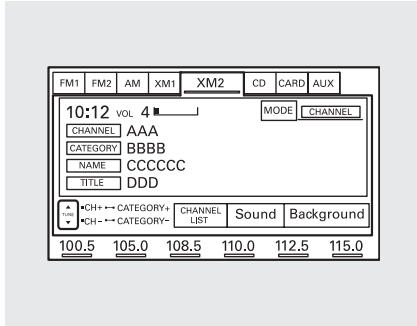 FM1 FM2 AM XM1 XM2 CD CARD AUX
10:12 VOL 4 MODE CHANNEL
CHANNEL AAA
CATEGORY BBBB
NAME CCCCCC
TITLE DDD
TUNE CH+ CATEGORY+ CHANNEL LIST Sound Background
CH– CATEGORY–
100.5 105.0 108.5 110.0 112.5 115.0